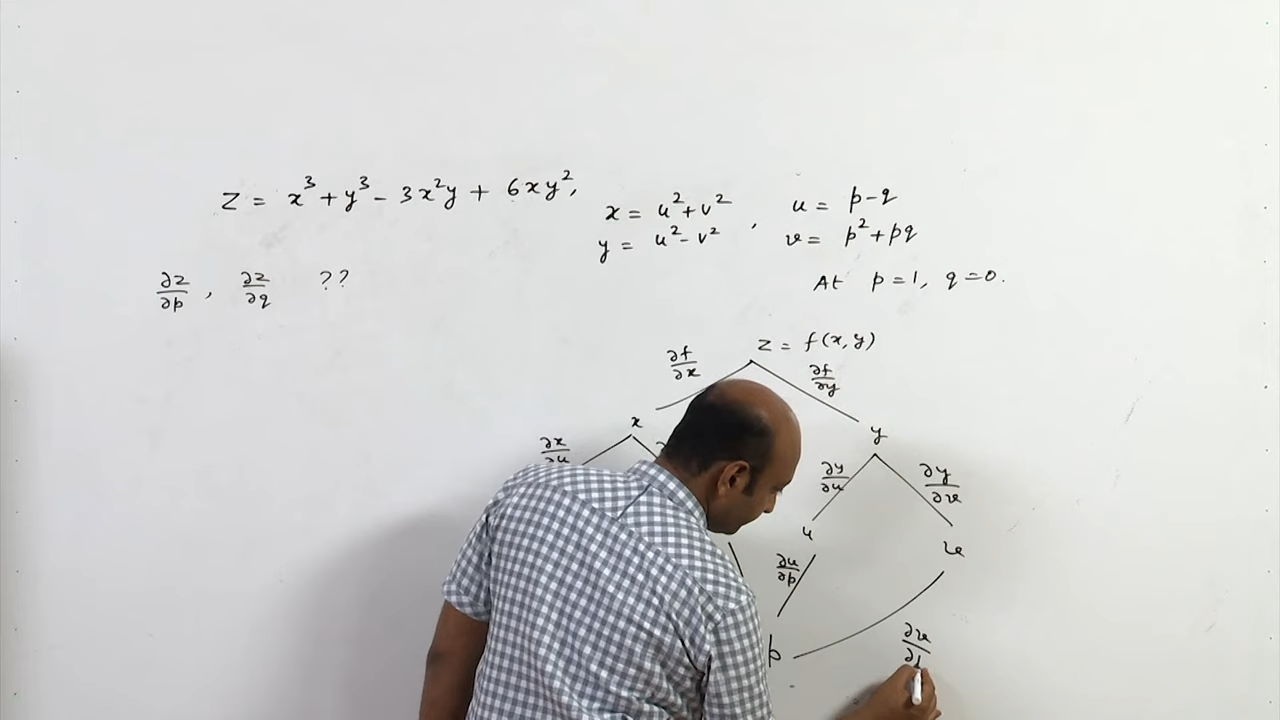 z = x³ + y³ - 3x²y + 6xy²,
x = u² + v² , u = p - q
y = u² - v² v = p² + pq
∂z/∂p , ∂z/∂q ??
At p = 1, q = 0.
z = f(x, y)
∂f/∂x ∂f/∂y
x y
∂x/∂u ∂y/∂u ∂y/∂v
u v
∂u/∂p
p ∂v/∂